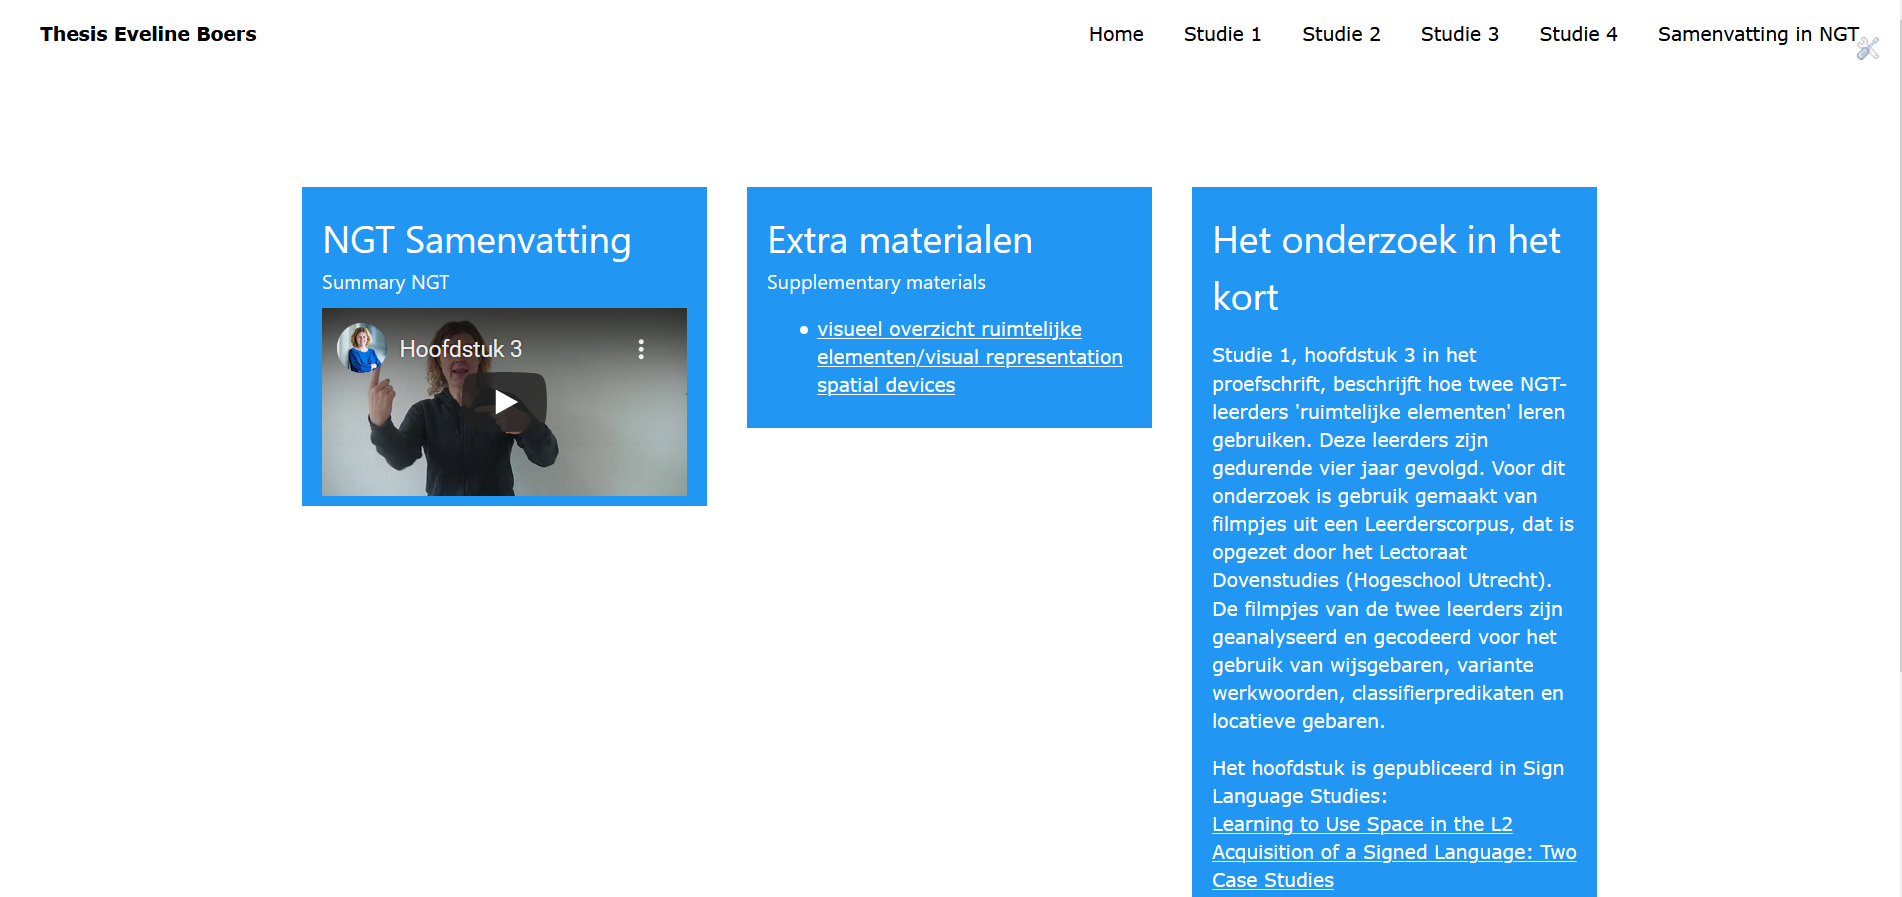 Thesis Eveline Boers
Home
Studie 1
Studie 2
Studie 3
Studie 4
Samenvatting in NGT
NGT Samenvatting
Summary NGT
Hoofdstuk 3
Extra materialen
Supplementary materials
visueel overzicht ruimtelijke
elementen/visual representation
spatial devices
Het onderzoek in het
kort
Studie 1, hoofdstuk 3 in het
proefschrift, beschrijft hoe twee NGT-
leerders 'ruimtelijke elementen' leren
gebruiken. Deze leerders zijn
gedurende vier jaar gevolgd. Voor dit
onderzoek is gebruik gemaakt van
filmpjes uit een Leerderscorpus, dat is
opgezet door het Lectoraat
Dovenstudies (Hogeschool Utrecht).
De filmpjes van de twee leerders zijn
geanalyseerd en gecodeerd voor het
gebruik van wijsgebaren, variante
werkwoorden, classifierpredikaten en
locatieve gebaren.
Het hoofdstuk is gepubliceerd in Sign
Language Studies:
Learning to Use Space in the L2
Acquisition of a Signed Language: Two
Case Studies